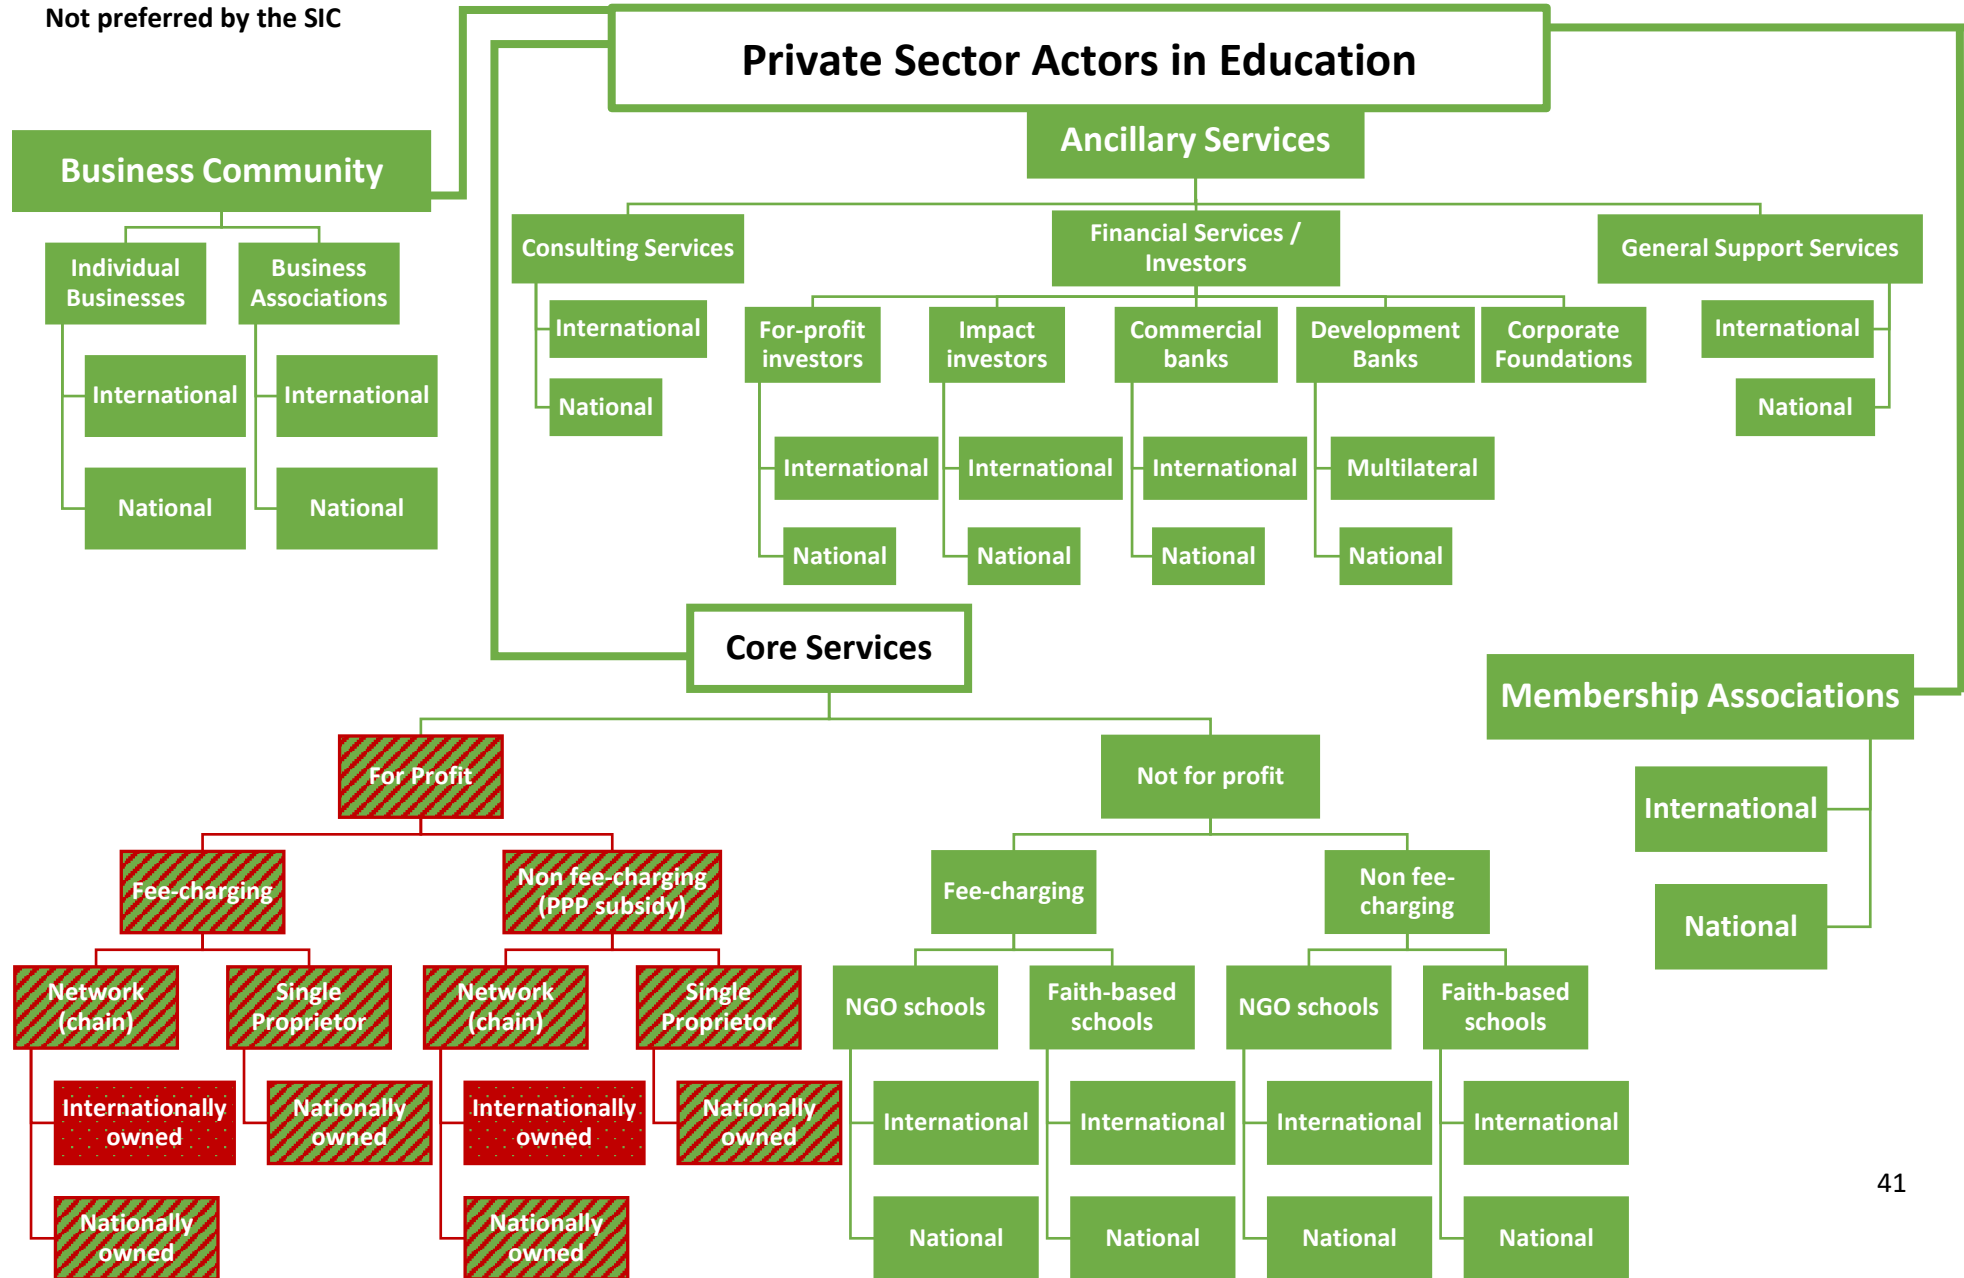 Not preferred by the SIC
Private Sector Actors in Education
Business Community
Individual
Businesses
International
National
Business
Associations
International
National
Ancillary Services
Consulting Services
International
National
Financial Services /
Investors
For-profit
investors
International
National
Impact
investors
International
National
Commercial
banks
International
National
Development
Banks
Multilateral
National
Corporate
Foundations
General Support Services
International
National
Core Services
For Profit
Fee-charging
Network
(chain)
Internationally
owned
Nationally
owned
Single
Proprietor
Nationally
owned
Non fee-charging
(PPP subsidy)
Network
(chain)
Internationally
owned
Nationally
owned
Single
Proprietor
Nationally
owned
Not for profit
Fee-charging
NGO schools
International
National
Faith-based
schools
International
National
Non fee-
charging
NGO schools
International
National
Faith-based
schools
International
National
Membership Associations
International
National
41